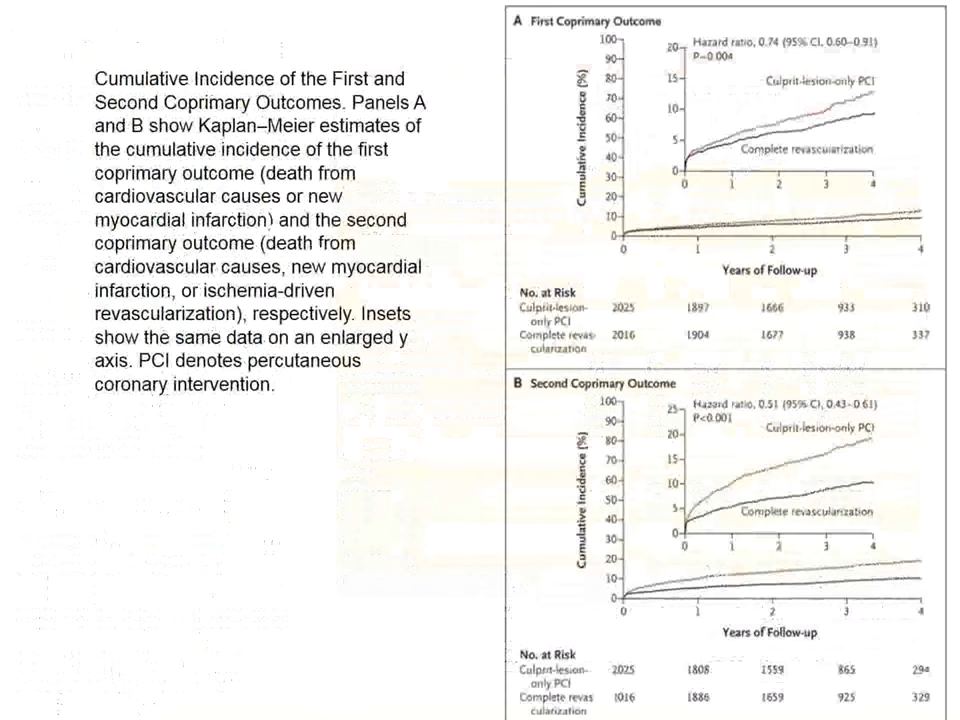 Cumulative Incidence of the First and
Second Coprimary Outcomes. Panels A
and B show Kaplan–Meier estimates of
the cumulative incidence of the first
coprimary outcome (death from
cardiovascular causes or new
myocardial infarction) and the second
coprimary outcome (death from
cardiovascular causes, new myocardial
infarction, or ischemia-driven
revascularization), respectively. Insets
show the same data on an enlarged y
axis. PCI denotes percutaneous
coronary intervention.
A First Coprimary Outcome
Cumulative Incidence (%)
100
90
80
70
60
50
40
30
20
10
0
20
15
10
5
0
Hazard ratio, 0.74 (95% CI, 0.60–0.91)
P=0.004
Culprit-lesion-only PCI
Complete revascularization
0 1 2 3 4
0 1 2 3 4
Years of Follow-up
No. at Risk
Culprit-lesion-
only PCI 2025 1897 1666 933 310
Complete revas-
cularization 2016 1904 1677 938 337
B Second Coprimary Outcome
Cumulative Incidence (%)
100
90
80
70
60
50
40
30
20
10
0
25
20
15
10
5
0
Hazard ratio, 0.51 (95% CI, 0.43–0.61)
P<0.001
Culprit-lesion-only PCI
Complete revascularization
0 1 2 3 4
0 1 2 3 4
Years of Follow-up
No. at Risk
Culprit-lesion-
only PCI 2025 1808 1559 865 294
Complete revas
cularization 1016 1886 1659 925 329